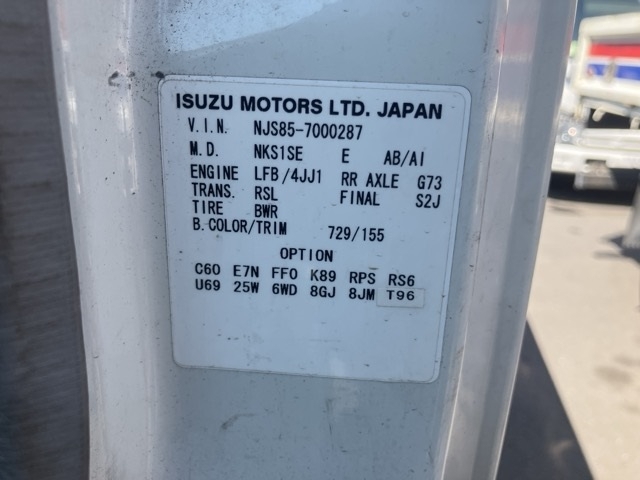 ISUZU MOTORS LTD. JAPAN
V.I.N. NJS85-7000287
M.D. NKS1SE E AB/AI
ENGINE LFB/4JJ1 RR AXLE G73
TRANS. RSL FINAL S2J
TIRE BWR
B.COLOR/TRIM 729/155
OPTION
C60 E7N FF0 K89 RPS RS6
U69 25W 6WD 8GJ 8JM T96